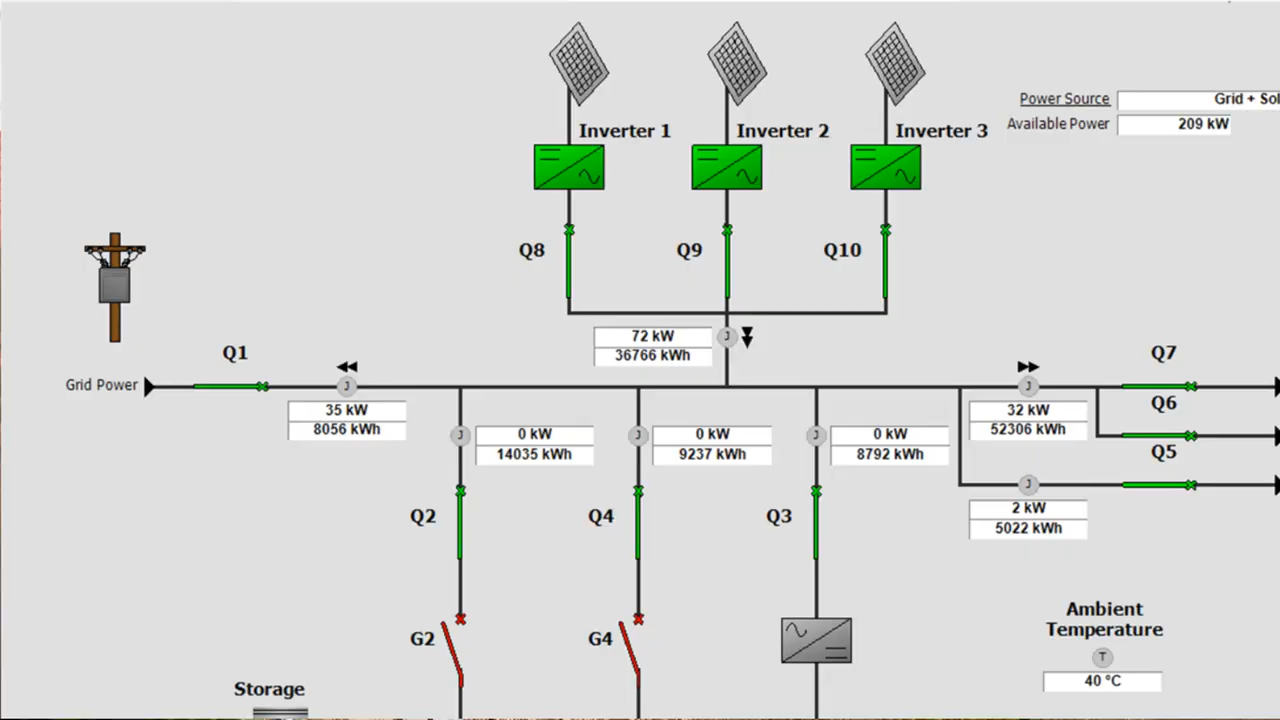 Inverter 1
Inverter 2
Inverter 3
Power Source
Grid + Sol
Available Power
209 kW
Q8
Q9
Q10
72 kW
36766 kWh
Q1
Grid Power
35 kW
8056 kWh
0 kW
14035 kWh
0 kW
9237 kWh
0 kW
8792 kWh
32 kW
52306 kWh
Q7
Q6
Q5
2 kW
5022 kWh
J
J
J
J
J
J
J
Q2
Q4
Q3
G2
G4
Ambient
Temperature
T
40 °C
Storage